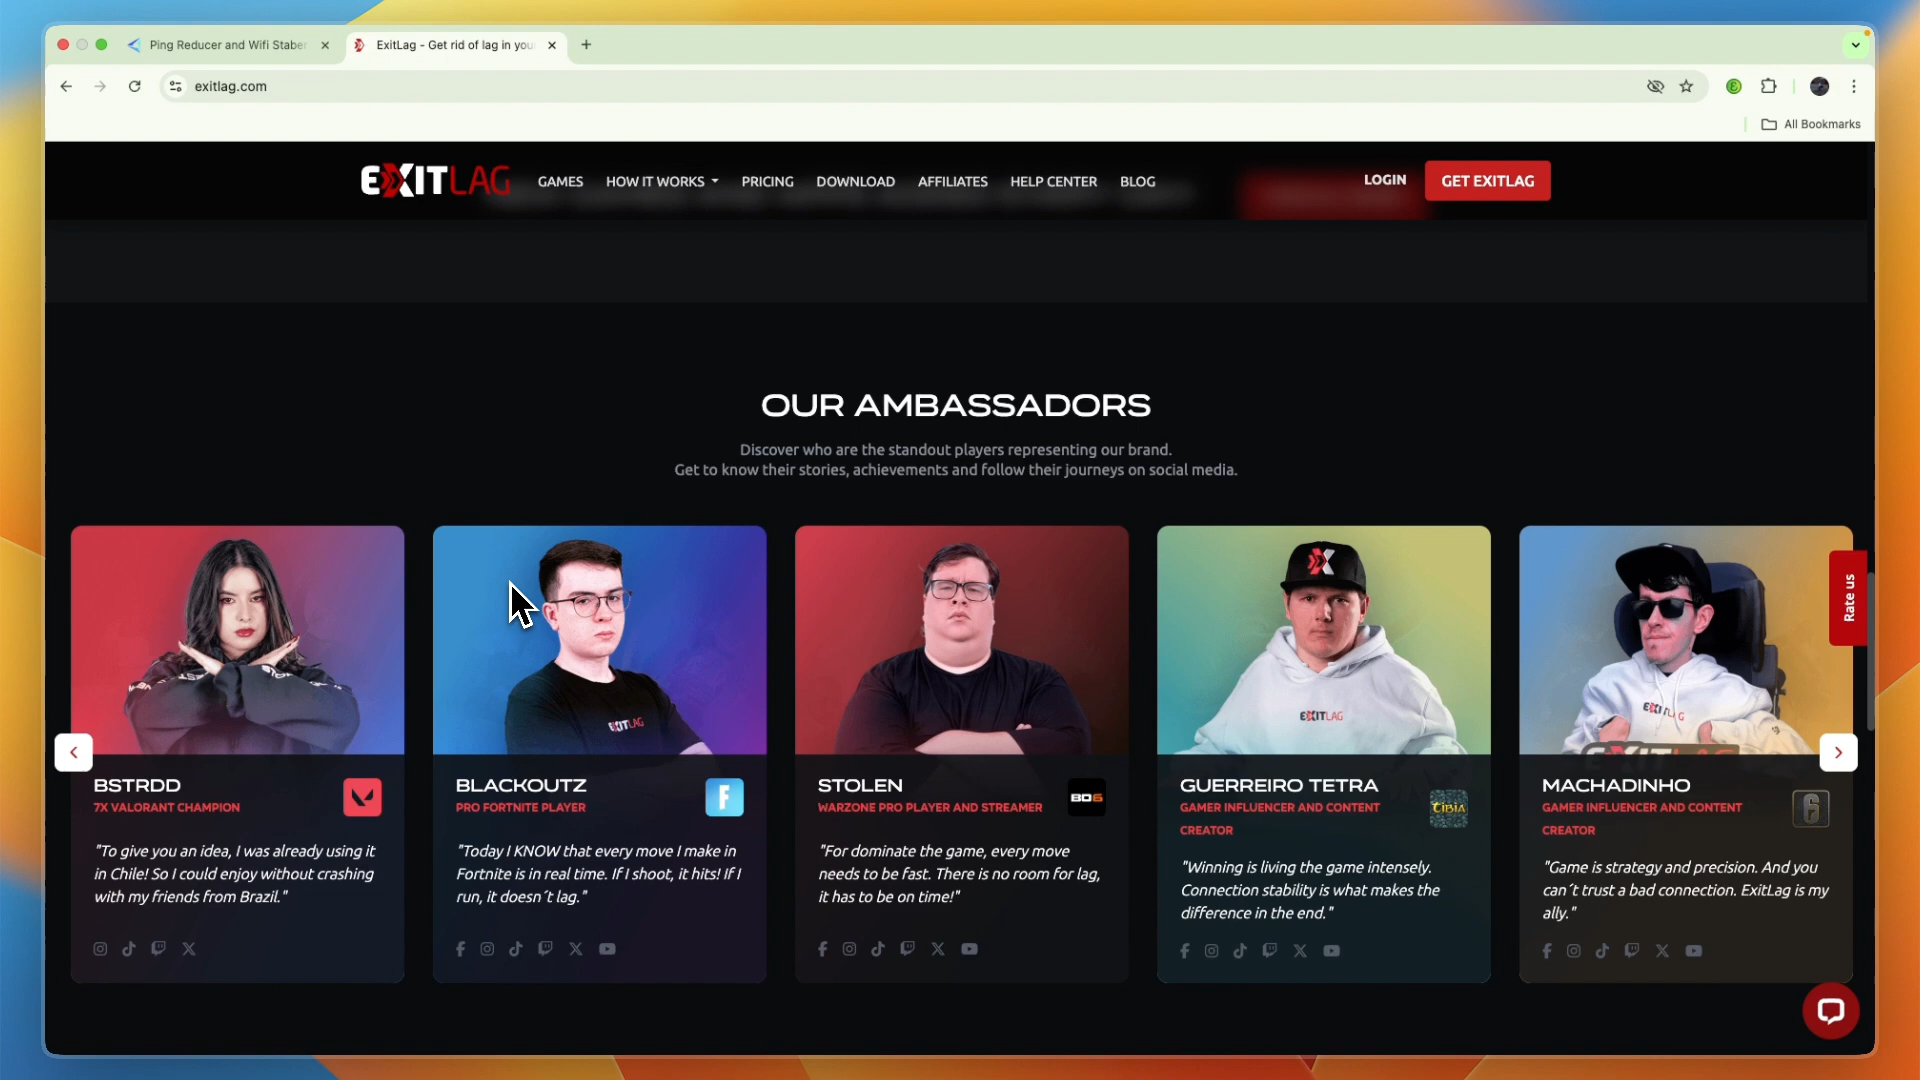 Ping Reducer and Wifi Staber
ExitLag - Get rid of lag in you
exitlag.com
All Bookmarks
EXITLAG
GAMES
HOW IT WORKS
PRICING
DOWNLOAD
AFFILIATES
HELP CENTER
BLOG
LOGIN
GET EXITLAG
OUR AMBASSADORS
Discover who are the standout players representing our brand.
Get to know their stories, achievements and follow their journeys on social media.
Rate us
EXITLAG
EXITLAG
EXITLAG
EXITLAG
BSTRDD
7X VALORANT CHAMPION
"To give you an idea, I was already using it
in Chile! So I could enjoy without crashing
with my friends from Brazil."
BLACKOUTZ
PRO FORTNITE PLAYER
"Today I KNOW that every move I make in
Fortnite is in real time. If I shoot, it hits! If I
run, it doesn´t lag."
STOLEN
WARZONE PRO PLAYER AND STREAMER
BO6
"For dominate the game, every move
needs to be fast. There is no room for lag,
it has to be on time!"
GUERREIRO TETRA
GAMER INFLUENCER AND CONTENT
CREATOR
TIBIA
"Winning is living the game intensely.
Connection stability is what makes the
difference in the end."
MACHADINHO
GAMER INFLUENCER AND CONTENT
CREATOR
6
"Game is strategy and precision. And you
can´t trust a bad connection. ExitLag is my
ally."